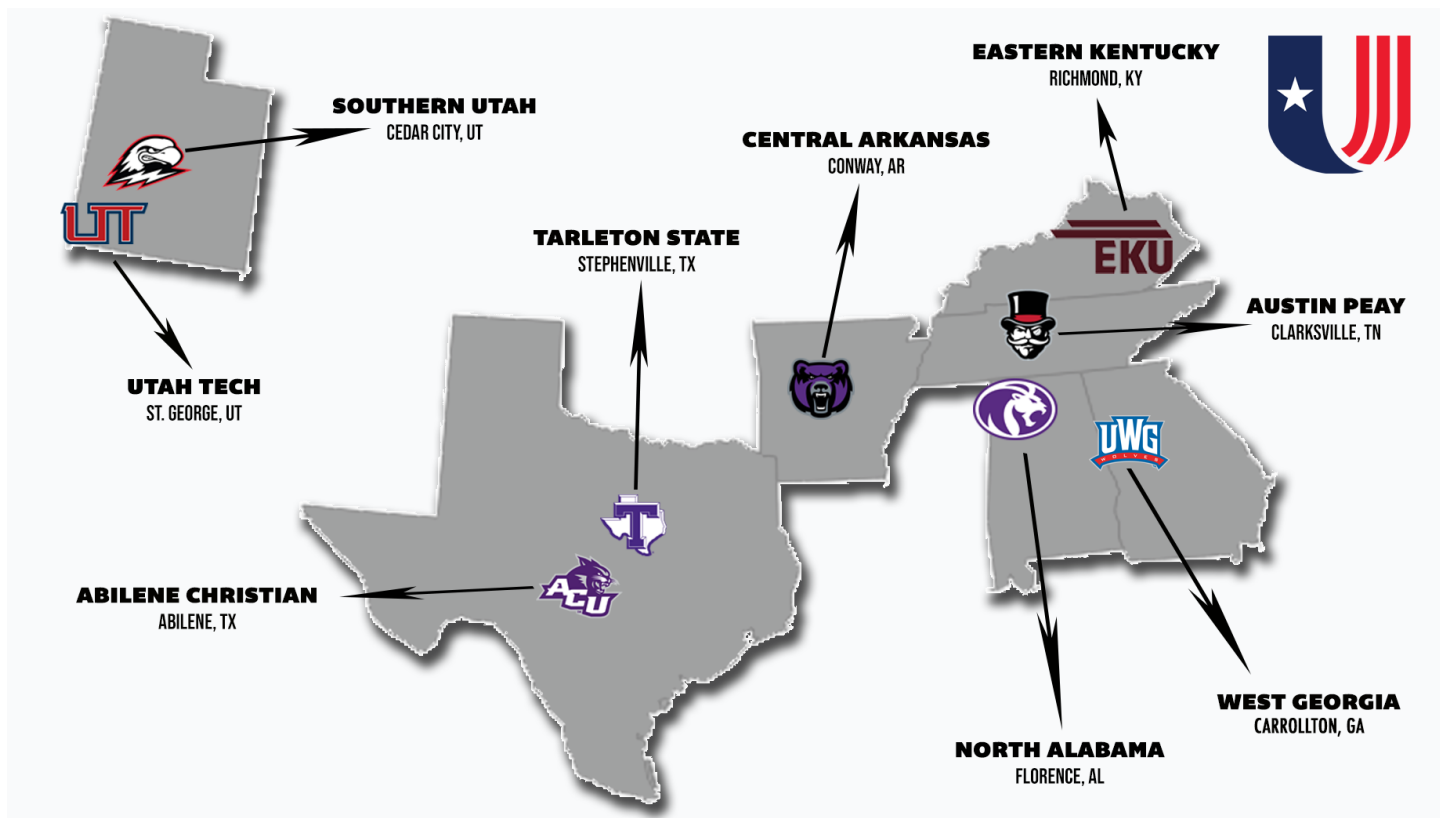 EASTERN KENTUCKY
RICHMOND, KY
SOUTHERN UTAH
CEDAR CITY, UT
CENTRAL ARKANSAS
CONWAY, AR
UT
TARLETON STATE
STEPHENVILLE, TX
EKU
AUSTIN PEAY
CLARKSVILLE, TN
UTAH TECH
ST. GEORGE, UT
UWG
WOLVES
T
ACU
ABILENE CHRISTIAN
ABILENE, TX
WEST GEORGIA
CARROLLTON, GA
NORTH ALABAMA
FLORENCE, AL